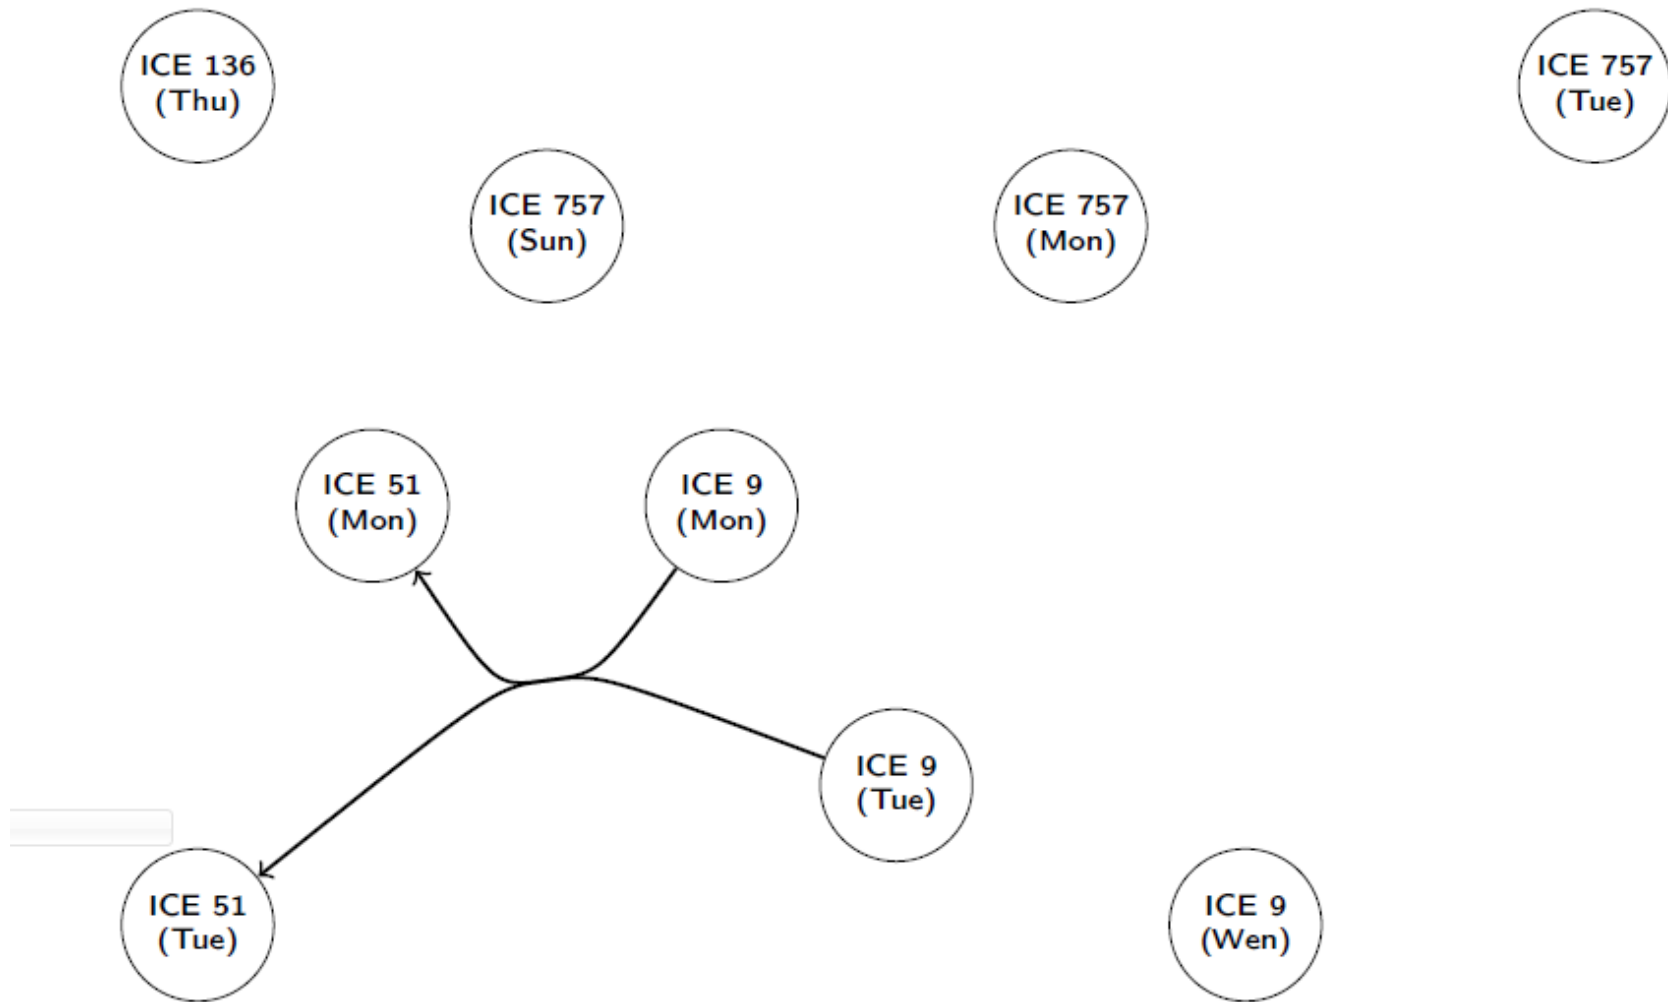 ICE 136
(Thu)
ICE 757
(Tue)
ICE 757
(Sun)
ICE 757
(Mon)
ICE 51
(Mon)
ICE 9
(Mon)
ICE 9
(Tue)
ICE 51
(Tue)
ICE 9
(Wen)